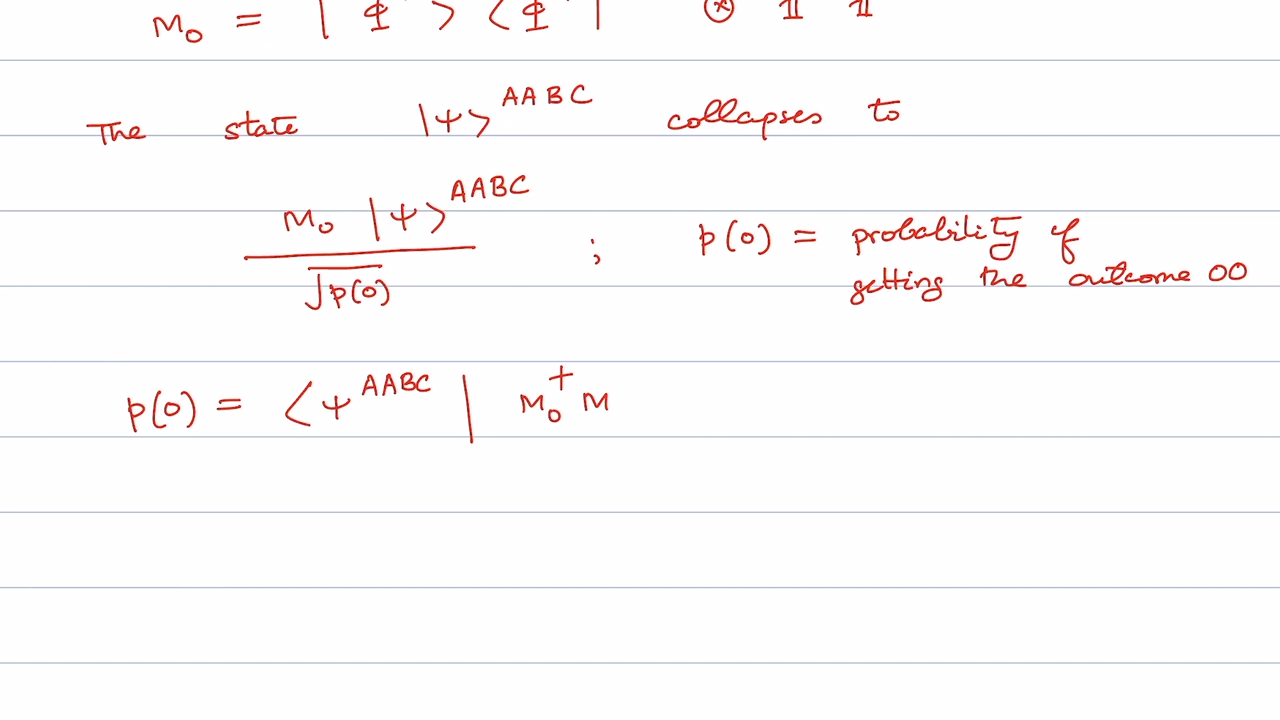 M₀ = |Φ⟩⟨Φ| ⊗ 𝟙 𝟙
The state |ψ⟩^AABC collapses to
M₀ |ψ⟩^AABC / √p(0) ; p(0) = probability of
getting the outcome 00
p(0) = ⟨ψ^AABC | M₀† M